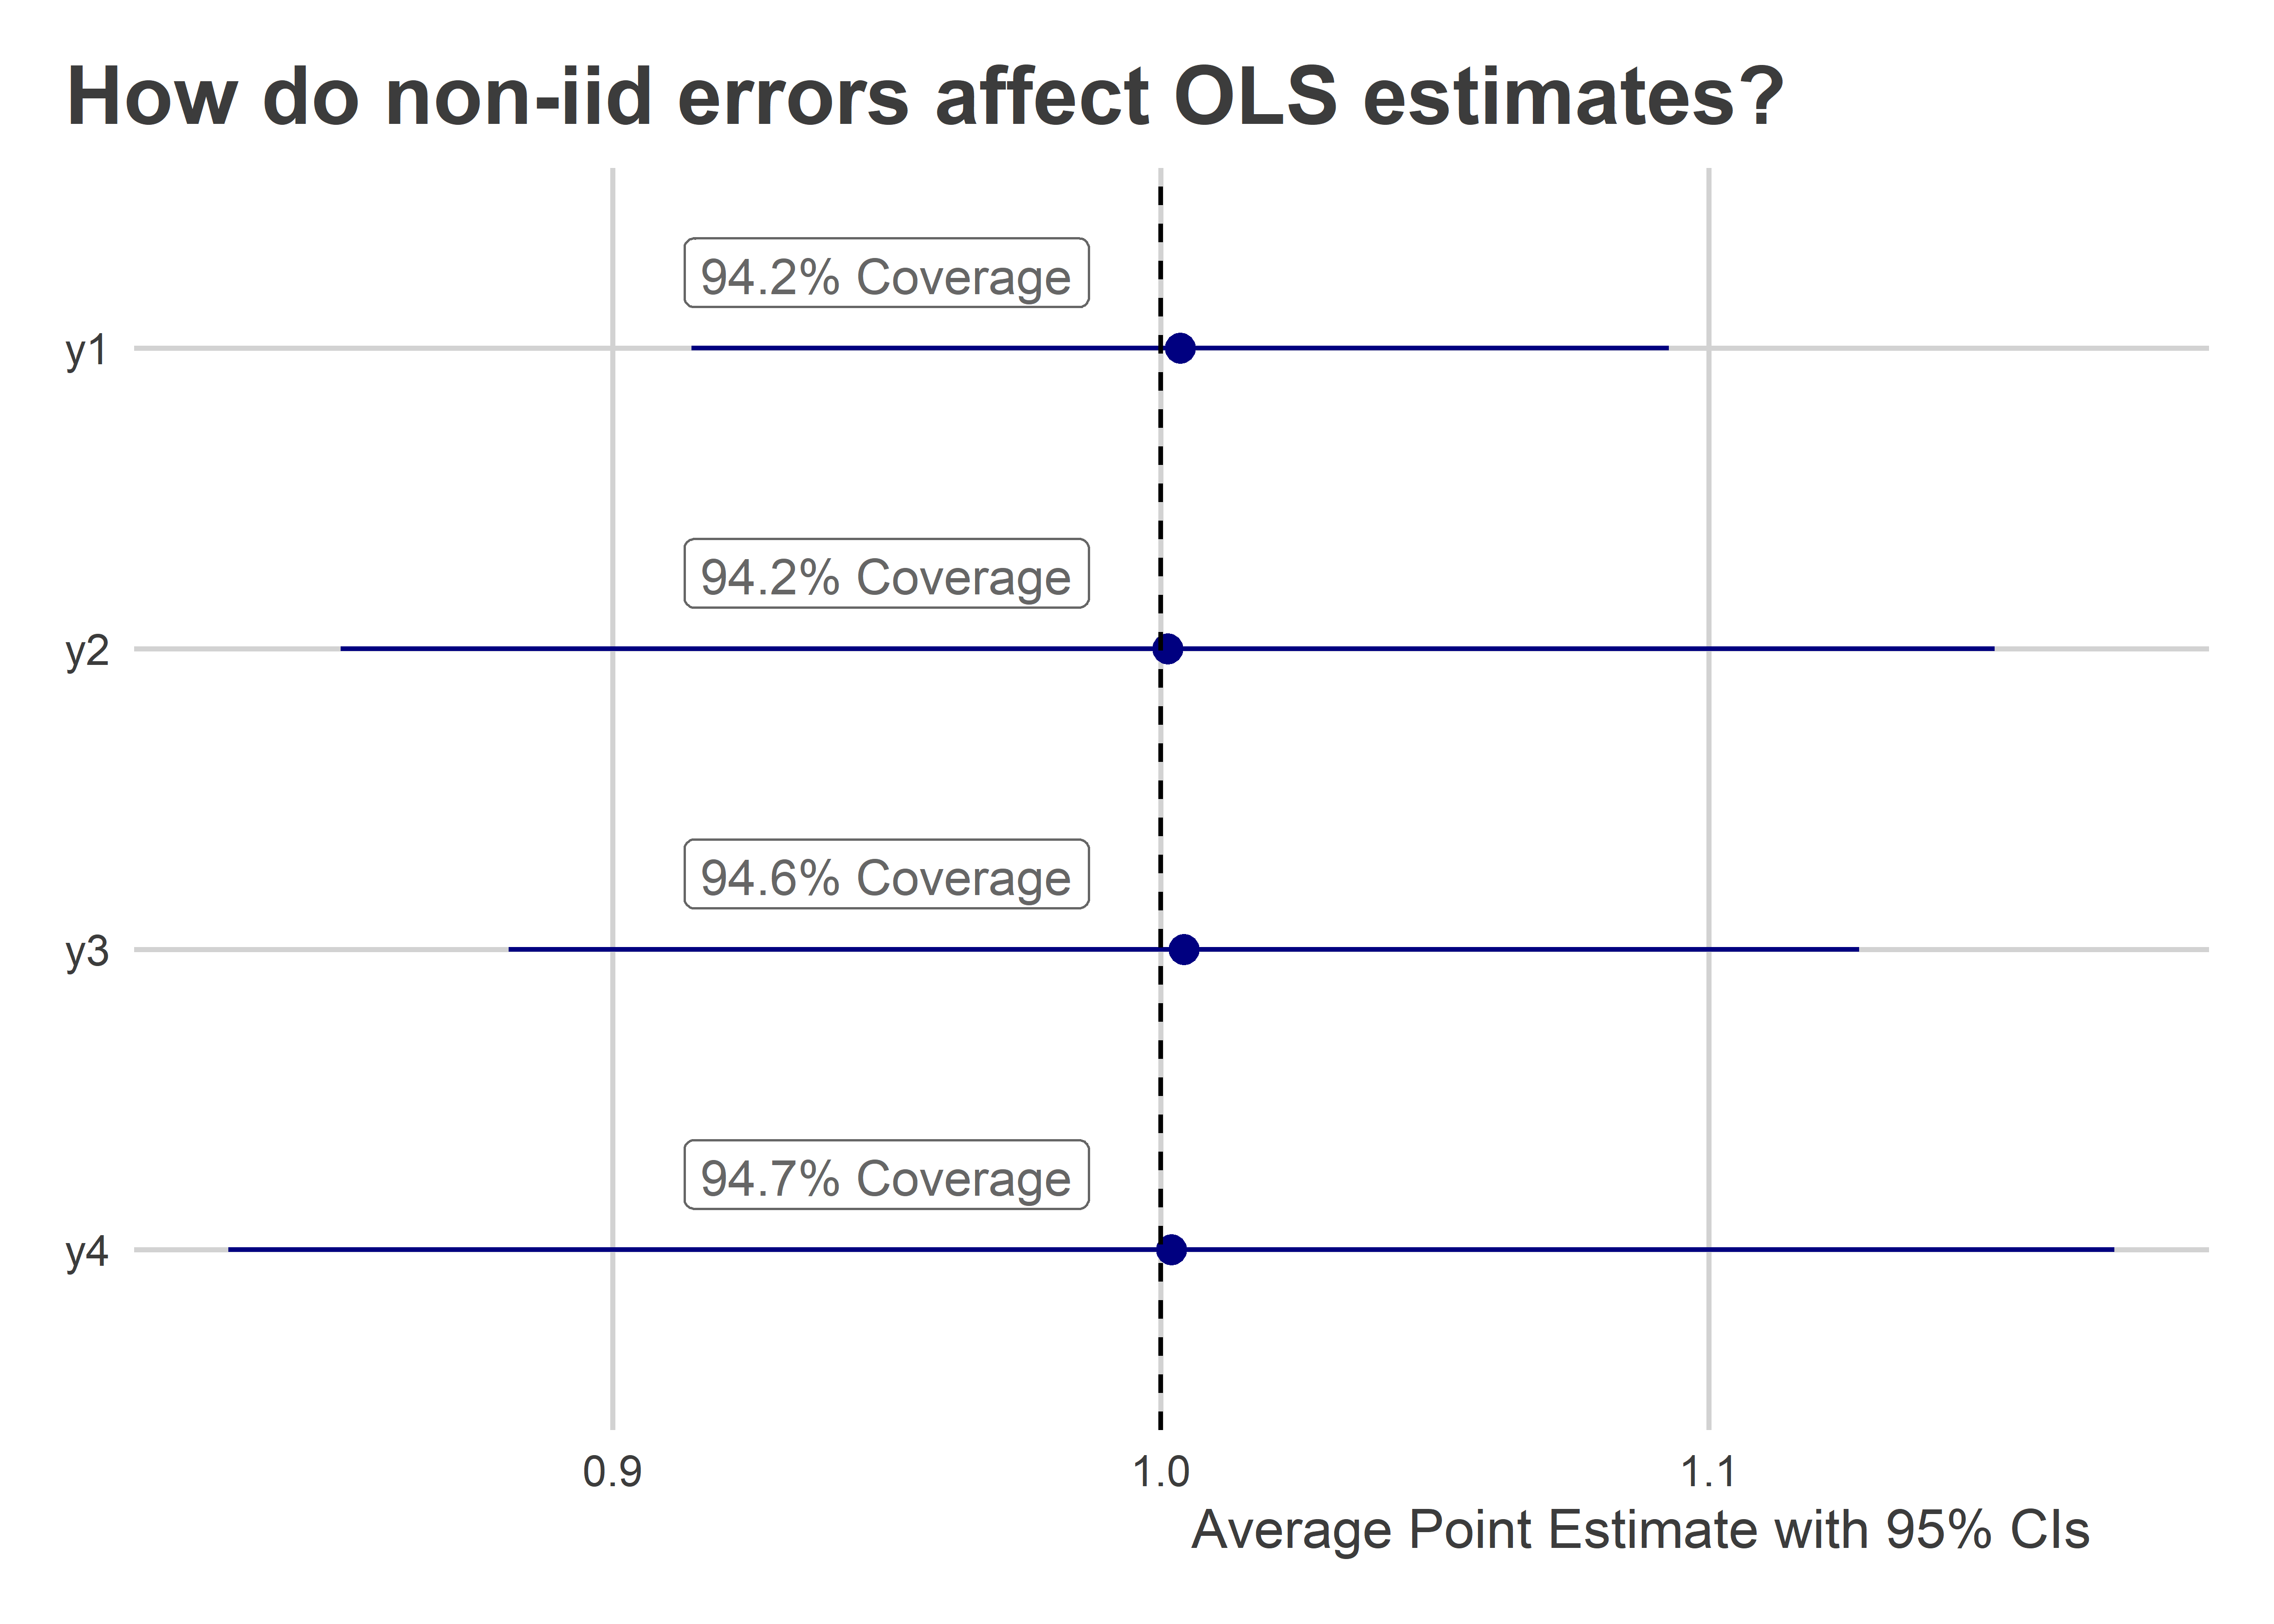 How do non-iid errors affect OLS estimates?
94.2% Coverage
y1
94.2% Coverage
y2
94.6% Coverage
y3
94.7% Coverage
y4
0.9 1.0 1.1
Average Point Estimate with 95% CIs